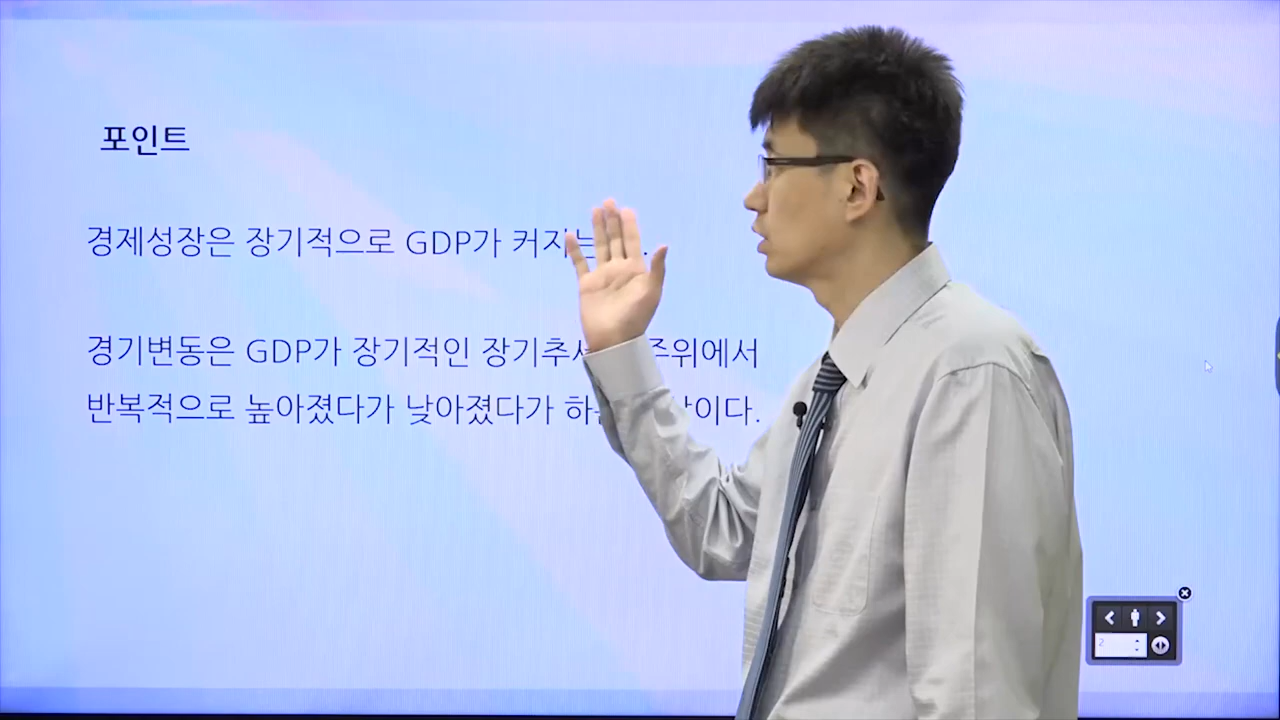 포인트
경제성장은 장기적으로 GDP가 커지는
경기변동은 GDP가 장기적인 주위에서
반복적으로 높아졌다가 낮아졌다가
2